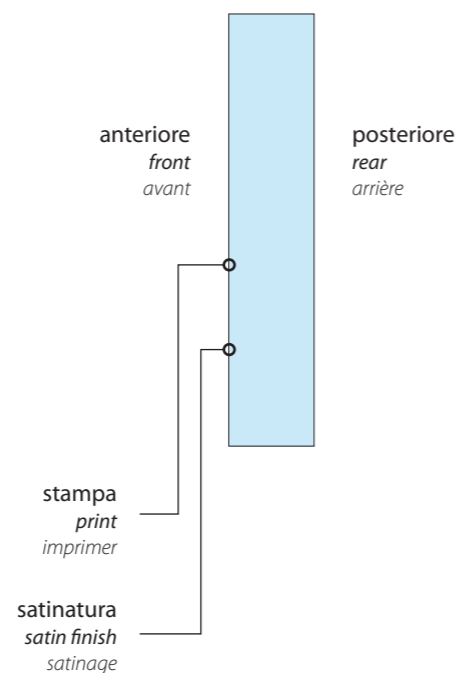 anteriore
front
avant
posteriore
rear
arrière
stampa
print
imprimer
satinatura
satin finish
satinage